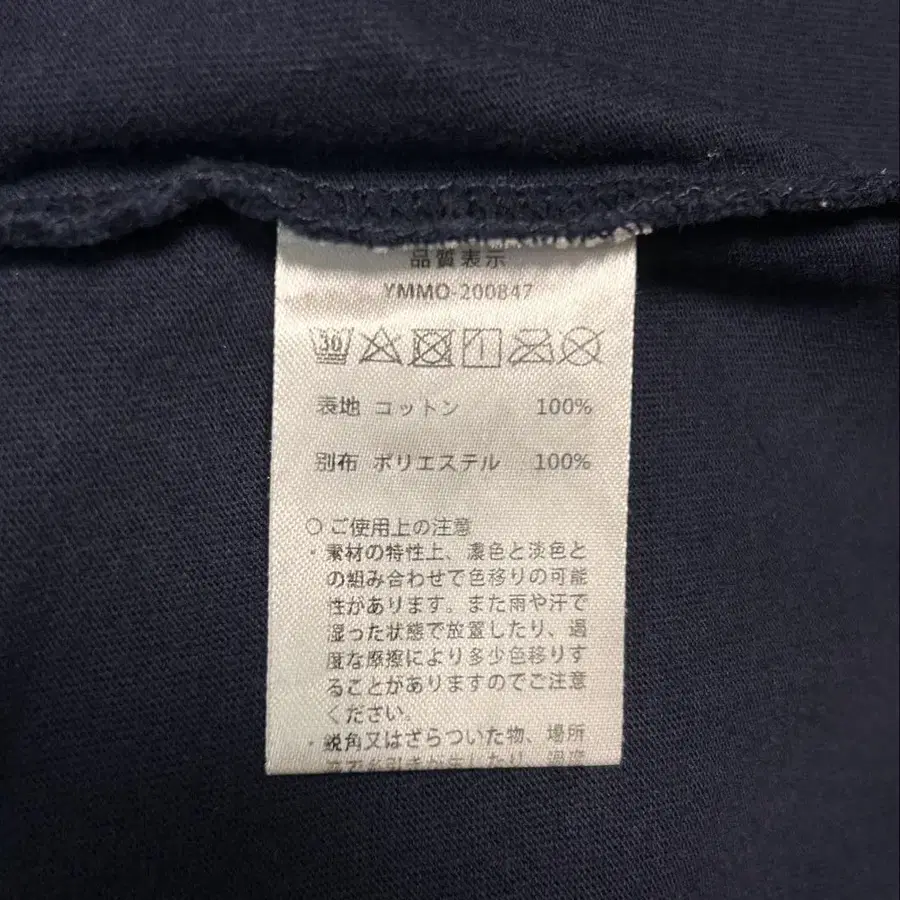 品質表示
YMMO-200847
30
表地 コットン 100%
別布 ポリエステル 100%
○ご使用上の注意
・素材の特性上、濃色と淡色と
の組み合わせで色移りの可能
性があります。また雨や汗で
湿った状態で放置したり、過
度な摩擦により多少色移りす
ることがありますのでご注意
ください。
・鋭角又はざらついた物、場所